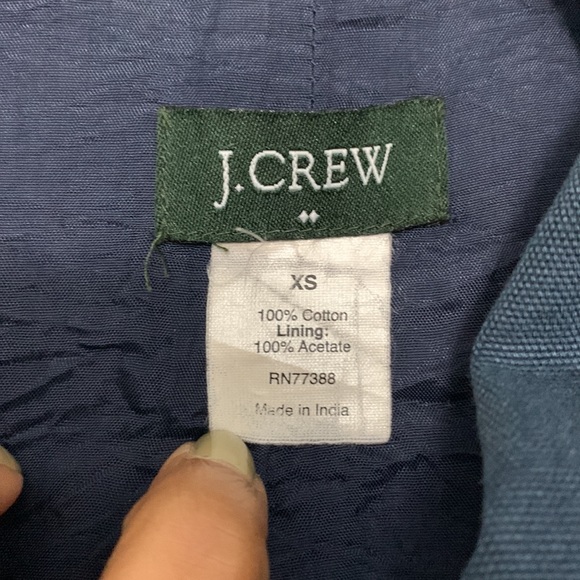 J.CREW
XS
100% Cotton
Lining:
100% Acetate
RN77388
Made in India